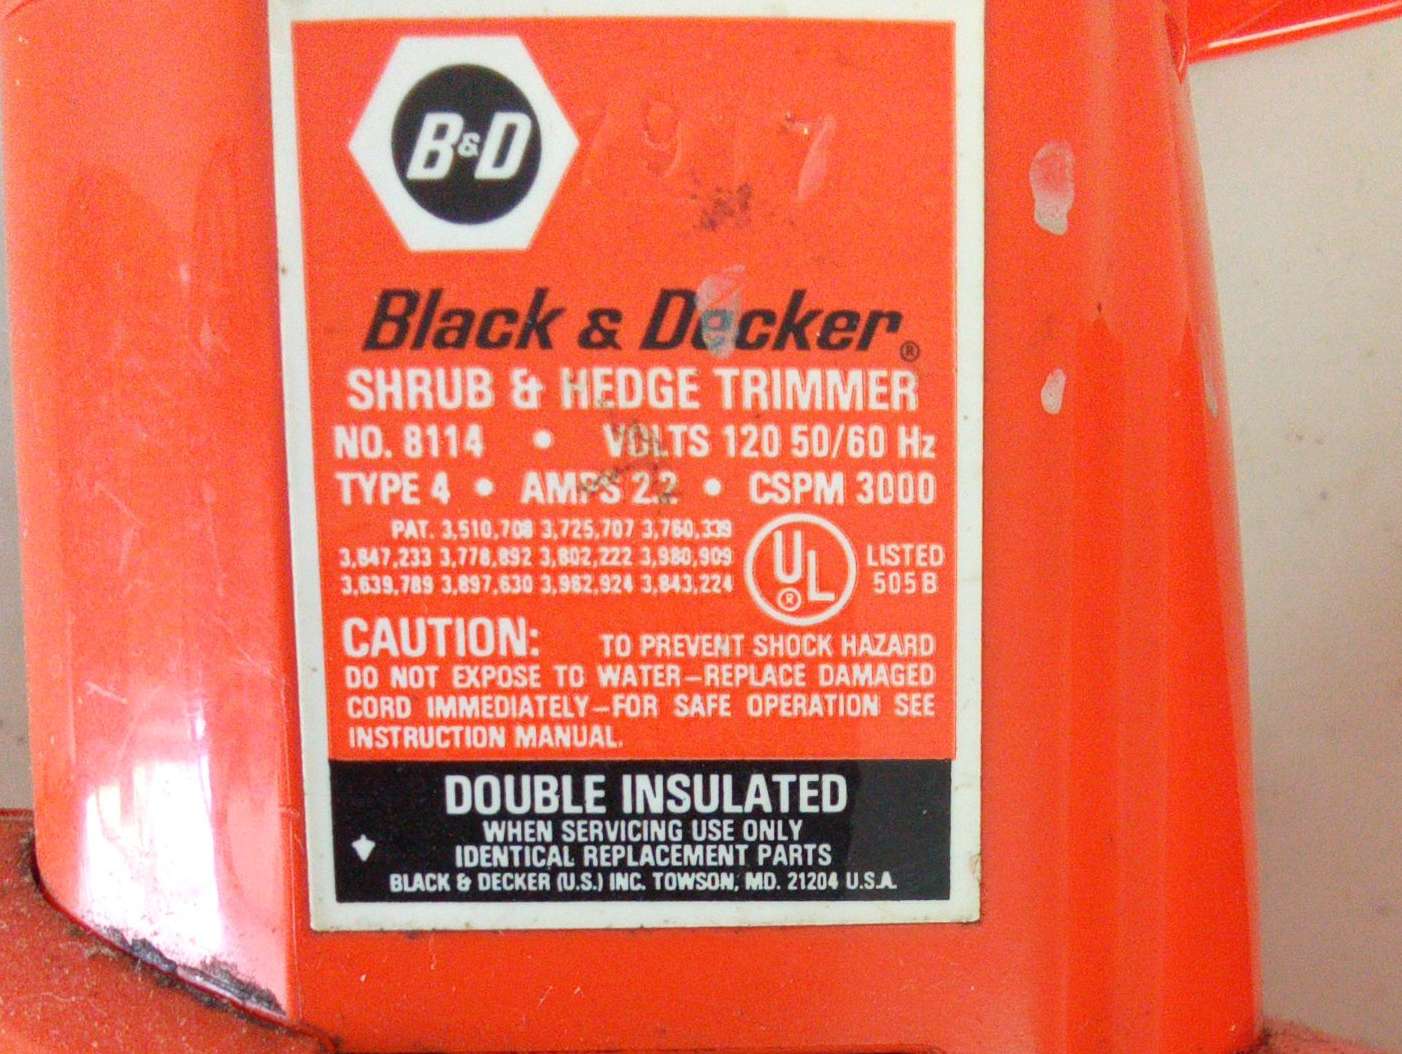 B&D
7917
Black & Decker®
SHRUB & HEDGE TRIMMER
NO. 8114 • VOLTS 120 50/60 Hz
TYPE 4 • AMPS 2.2 • CSPM 3000
PAT. 3,510,708 3,725,707 3,760,339
3,847,233 3,778,892 3,802,222 3,980,909
3,639,789 3,897,630 3,962,924 3,843,224
UL® LISTED
505B
CAUTION: TO PREVENT SHOCK HAZARD
DO NOT EXPOSE TO WATER–REPLACE DAMAGED
CORD IMMEDIATELY–FOR SAFE OPERATION SEE
INSTRUCTION MANUAL.
DOUBLE INSULATED
WHEN SERVICING USE ONLY
IDENTICAL REPLACEMENT PARTS
BLACK & DECKER (U.S.) INC. TOWSON, MD. 21204 U.S.A.